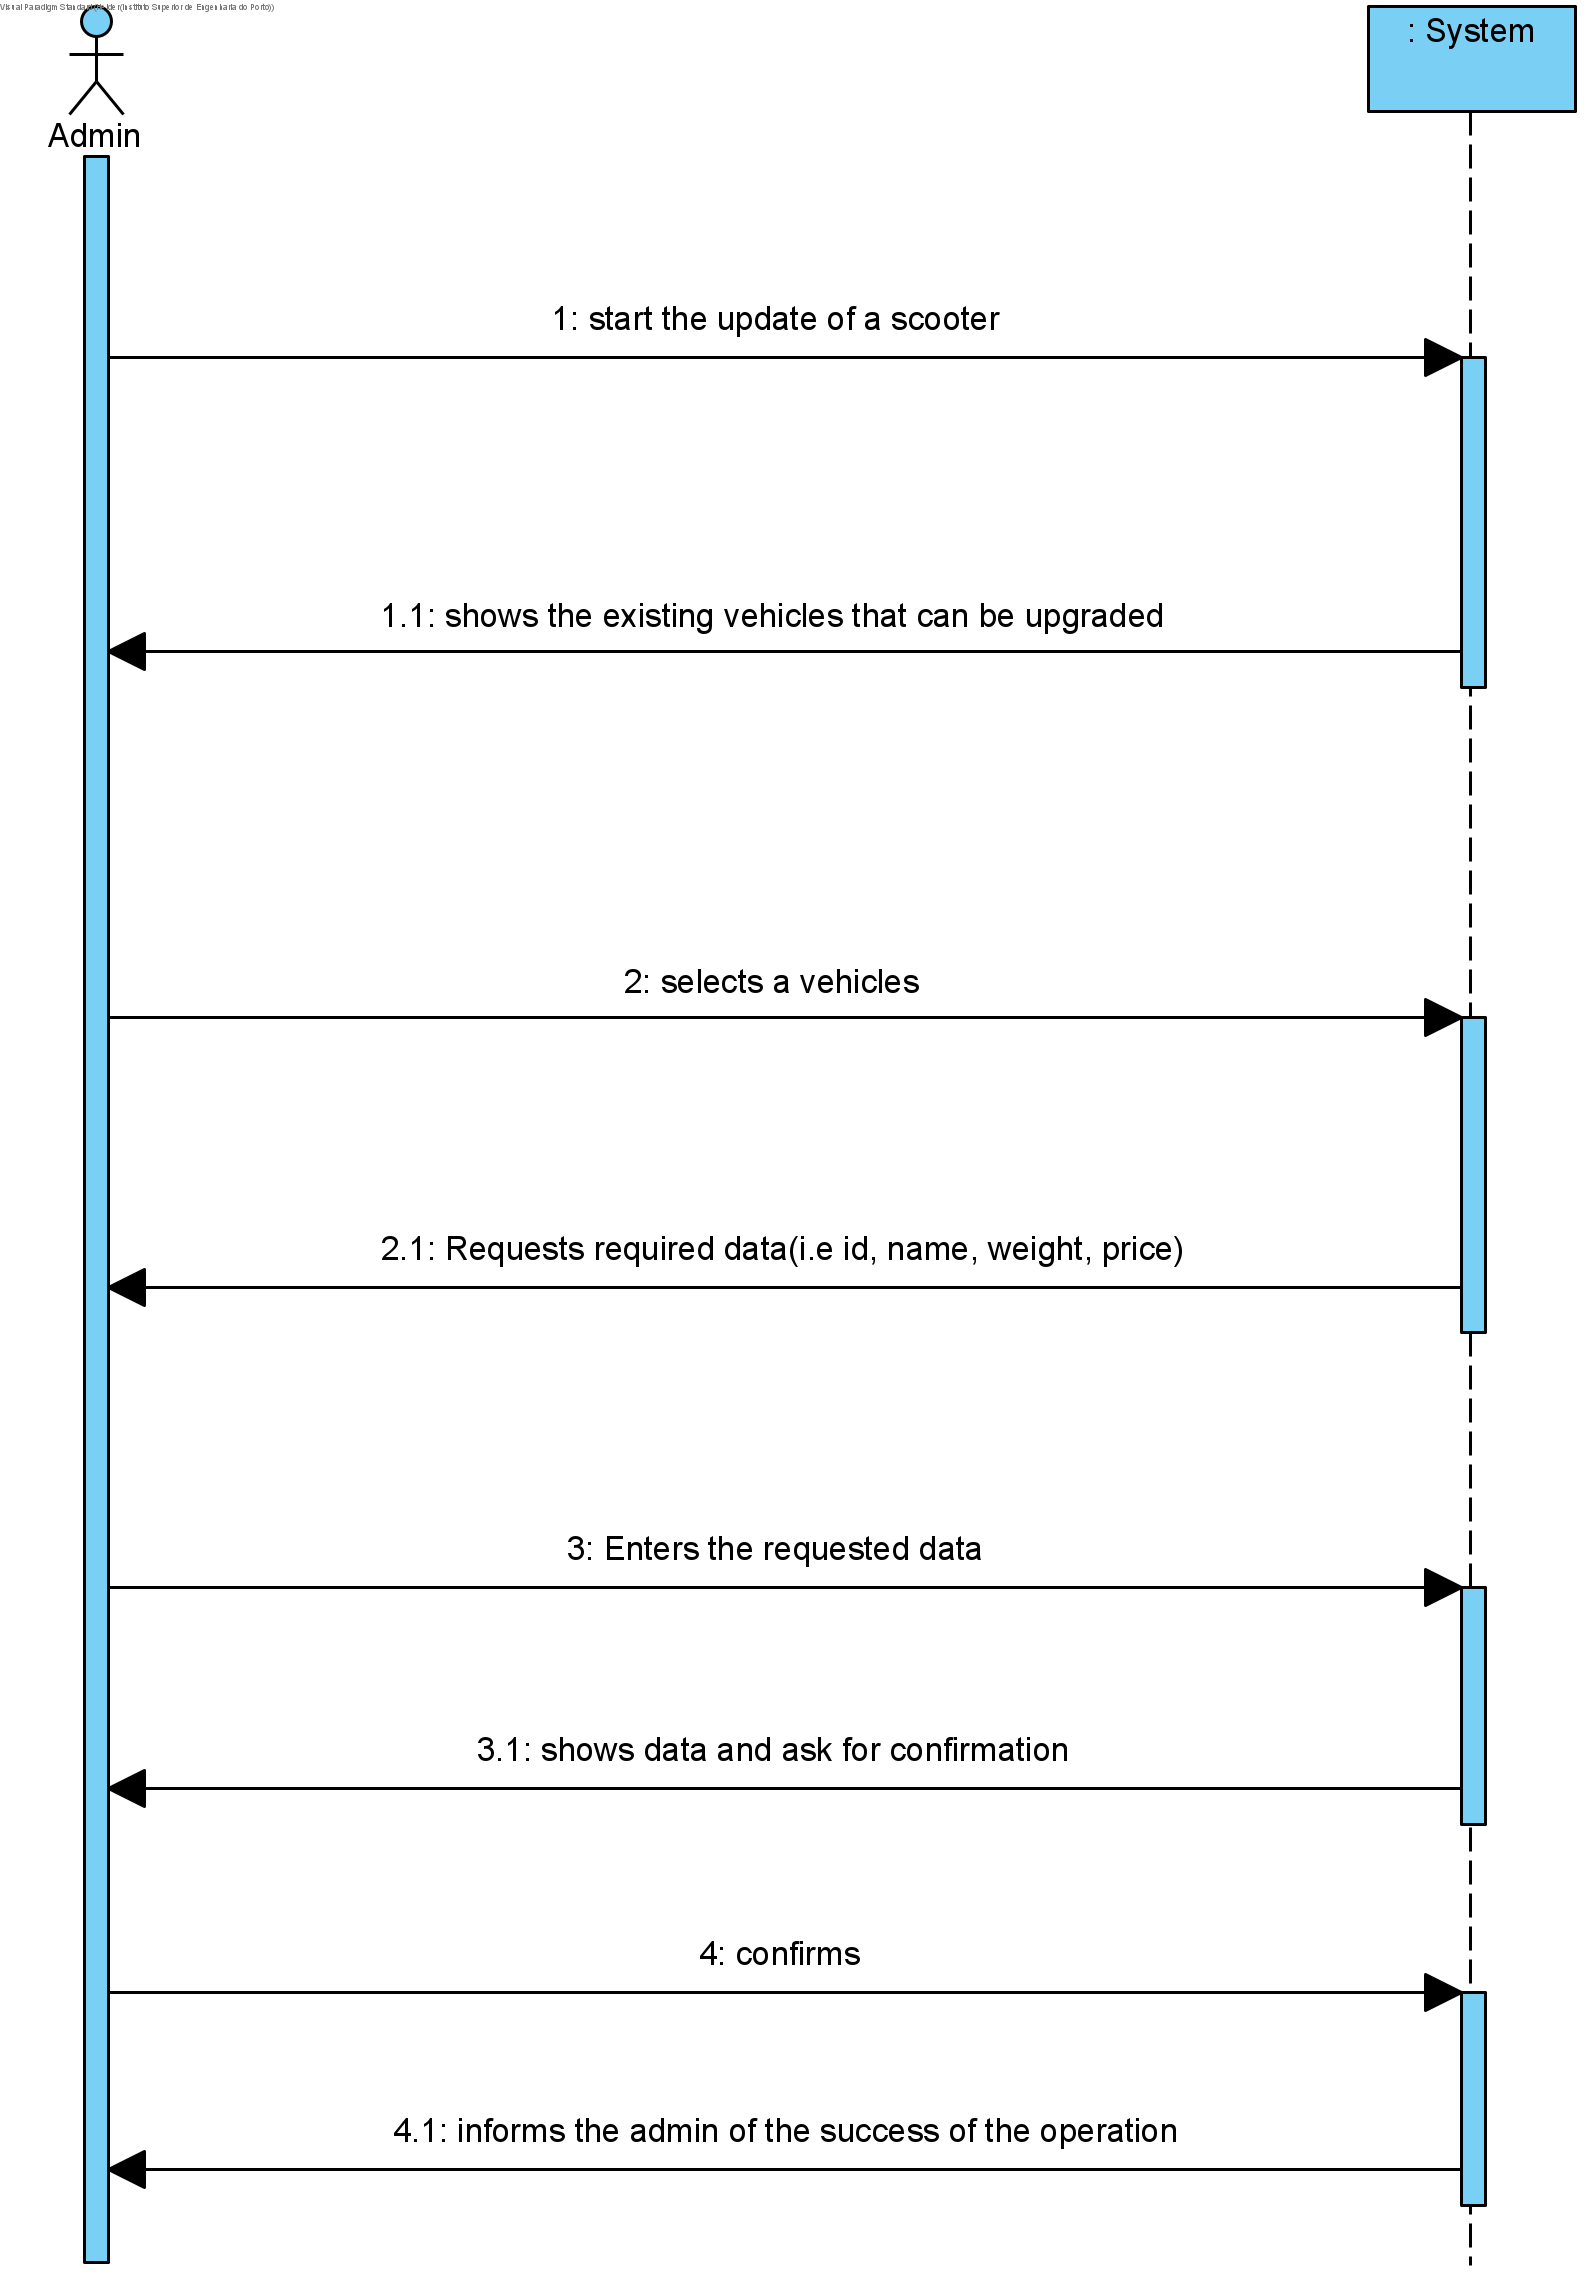 Visual Paradigm Standard(Instituto Superior de Engenharia do Porto))
: System
Admin
1: start the update of a scooter
1.1: shows the existing vehicles that can be upgraded
2: selects a vehicles
2.1: Requests required data(i.e id, name, weight, price)
3: Enters the requested data
3.1: shows data and ask for confirmation
4: confirms
4.1: informs the admin of the success of the operation